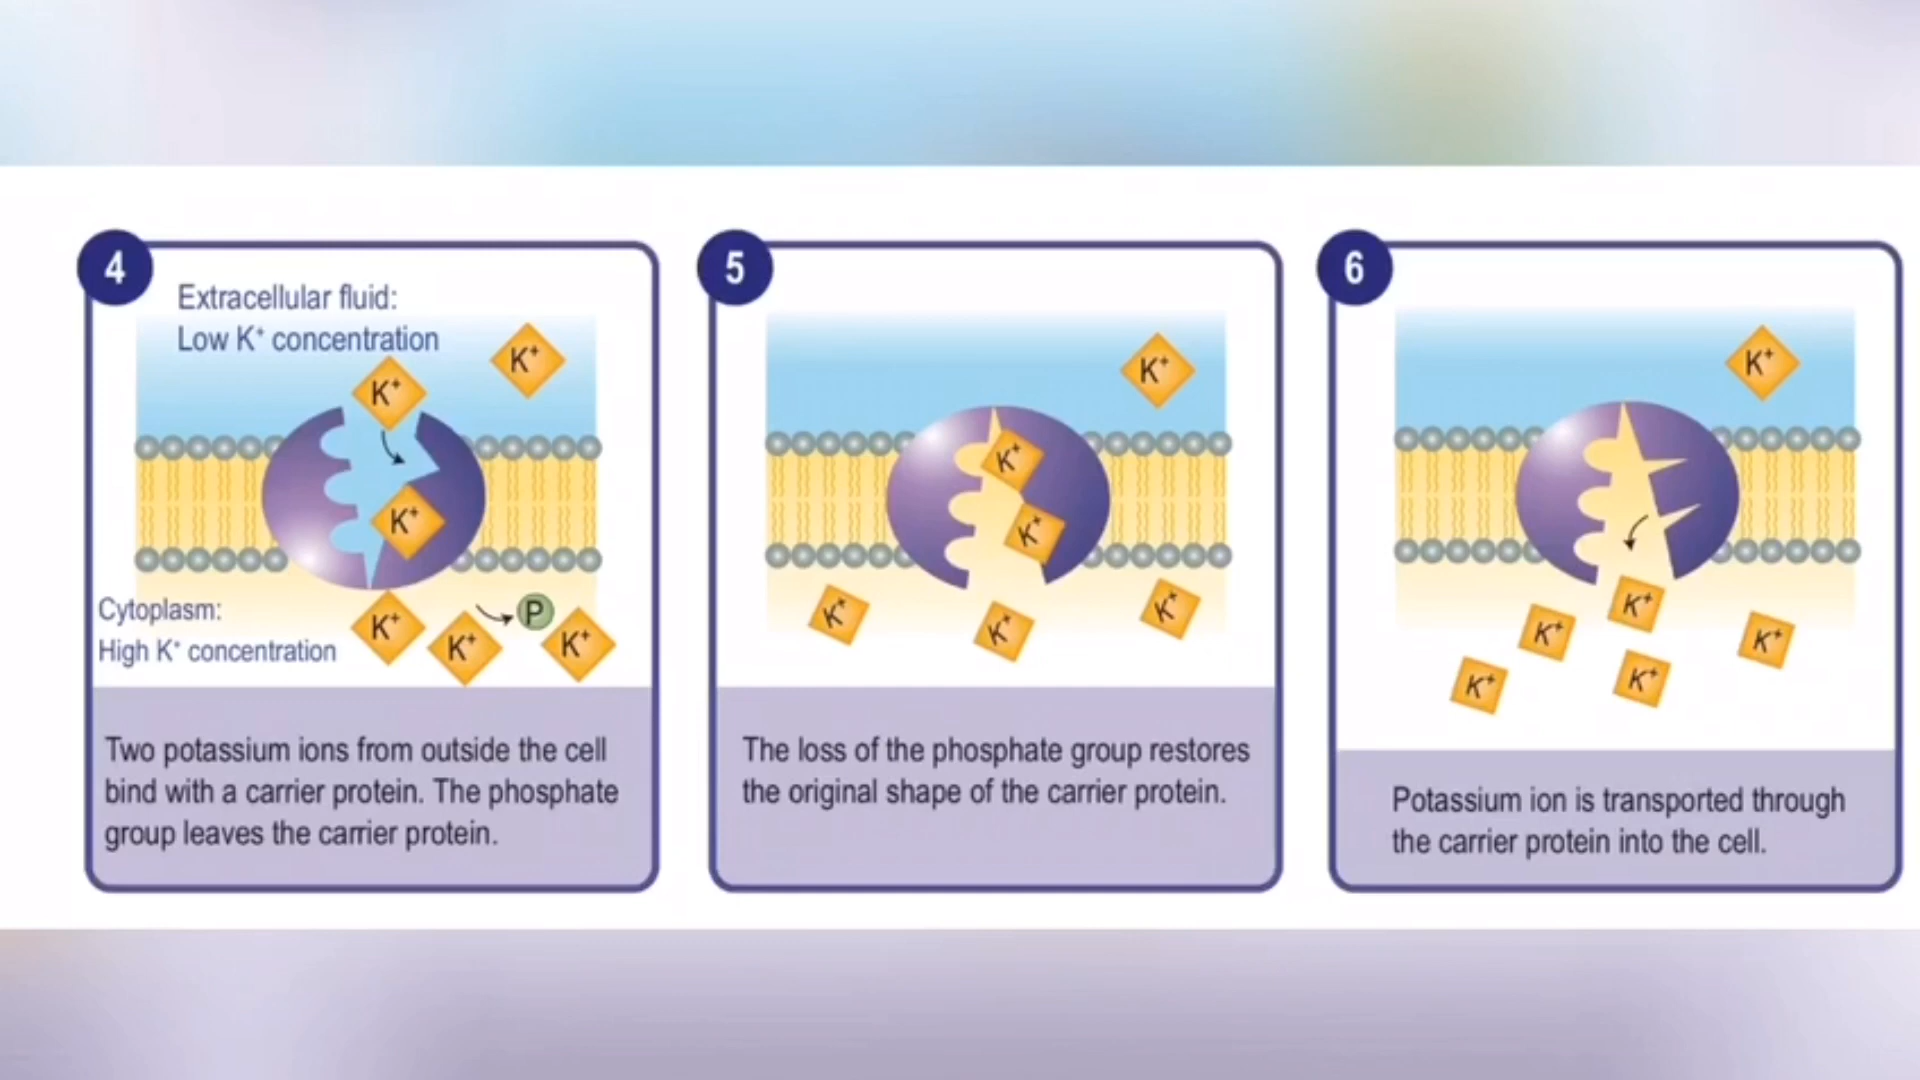 4
Extracellular fluid:
Low K⁺ concentration
K⁺
K⁺
K⁺
Cytoplasm:
High K⁺ concentration
K⁺
K⁺
P
K⁺
Two potassium ions from outside the cell
bind with a carrier protein. The phosphate
group leaves the carrier protein.
5
K⁺
K⁺
K⁺
K⁺
K⁺
K⁺
The loss of the phosphate group restores
the original shape of the carrier protein.
6
K⁺
K⁺
K⁺
K⁺
K⁺
K⁺
Potassium ion is transported through
the carrier protein into the cell.